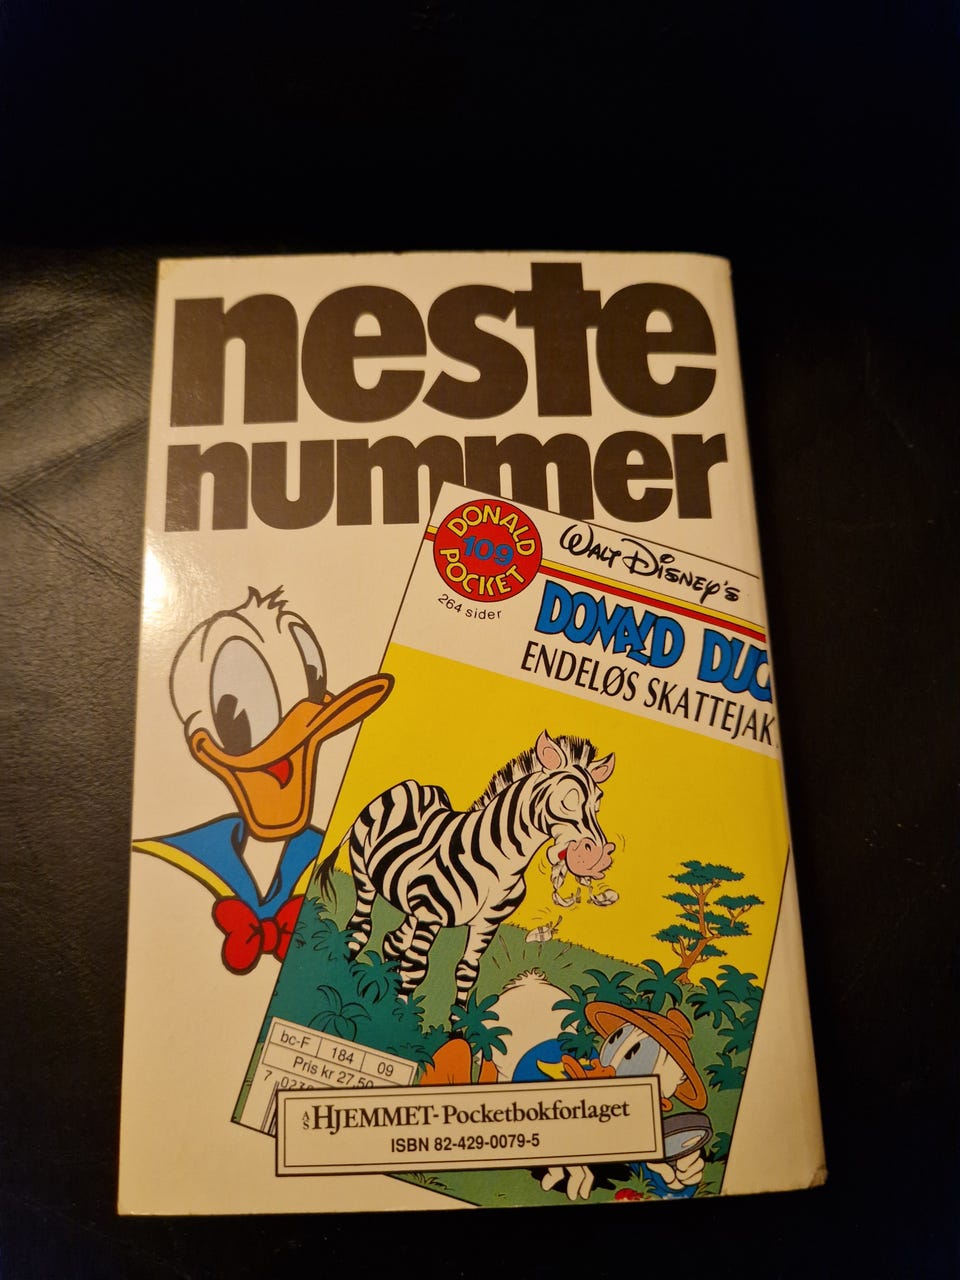 neste
nummer
DONALD
109
POCKET
264 sider
WALT DISNEY'S
DONALD DUC
ENDELØS SKATTEJAK
bc-F 184 09
Pris kr 27,50
A/S HJEMMET-Pocketbokforlaget
ISBN 82-429-0079-5